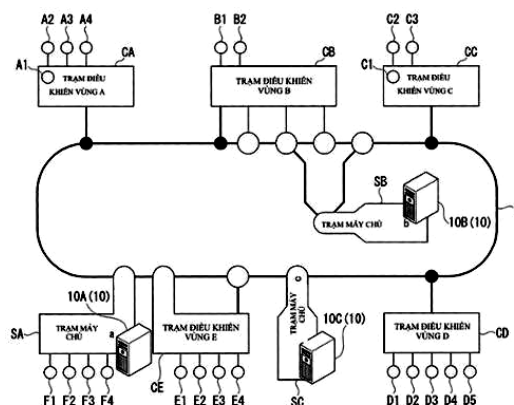 A2 A3 A4
CA
A1
TRẠM ĐIỀU
KHIỂN VÙNG A
B1 B2
CB
TRẠM ĐIỀU KHIỂN
VÙNG B
C2 C3
CC
C1
TRẠM ĐIỀU
KHIỂN VÙNG C
SB
TRẠM MÁY CHỦ
b
10B (10)
10A (10)
SA
TRẠM MÁY
CHỦ
a
F1 F2 F3 F4
TRẠM ĐIỀU KHIỂN
VÙNG E
CE
E1 E2 E3 E4
c
TRẠM MÁY
CHỦ
10C (10)
SC
TRẠM ĐIỀU KHIỂN
VÙNG D
CD
D1 D2 D3 D4 D5